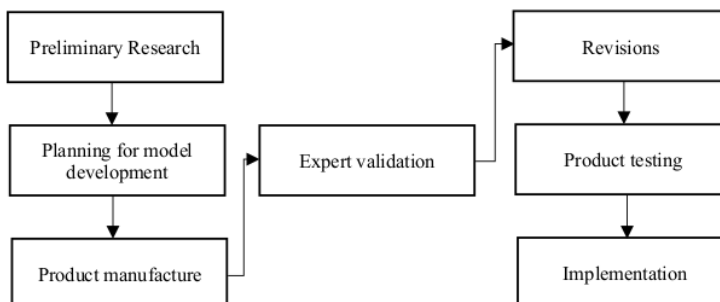 Preliminary Research
Planning for model
development
Product manufacture
Expert validation
Revisions
Product testing
Implementation